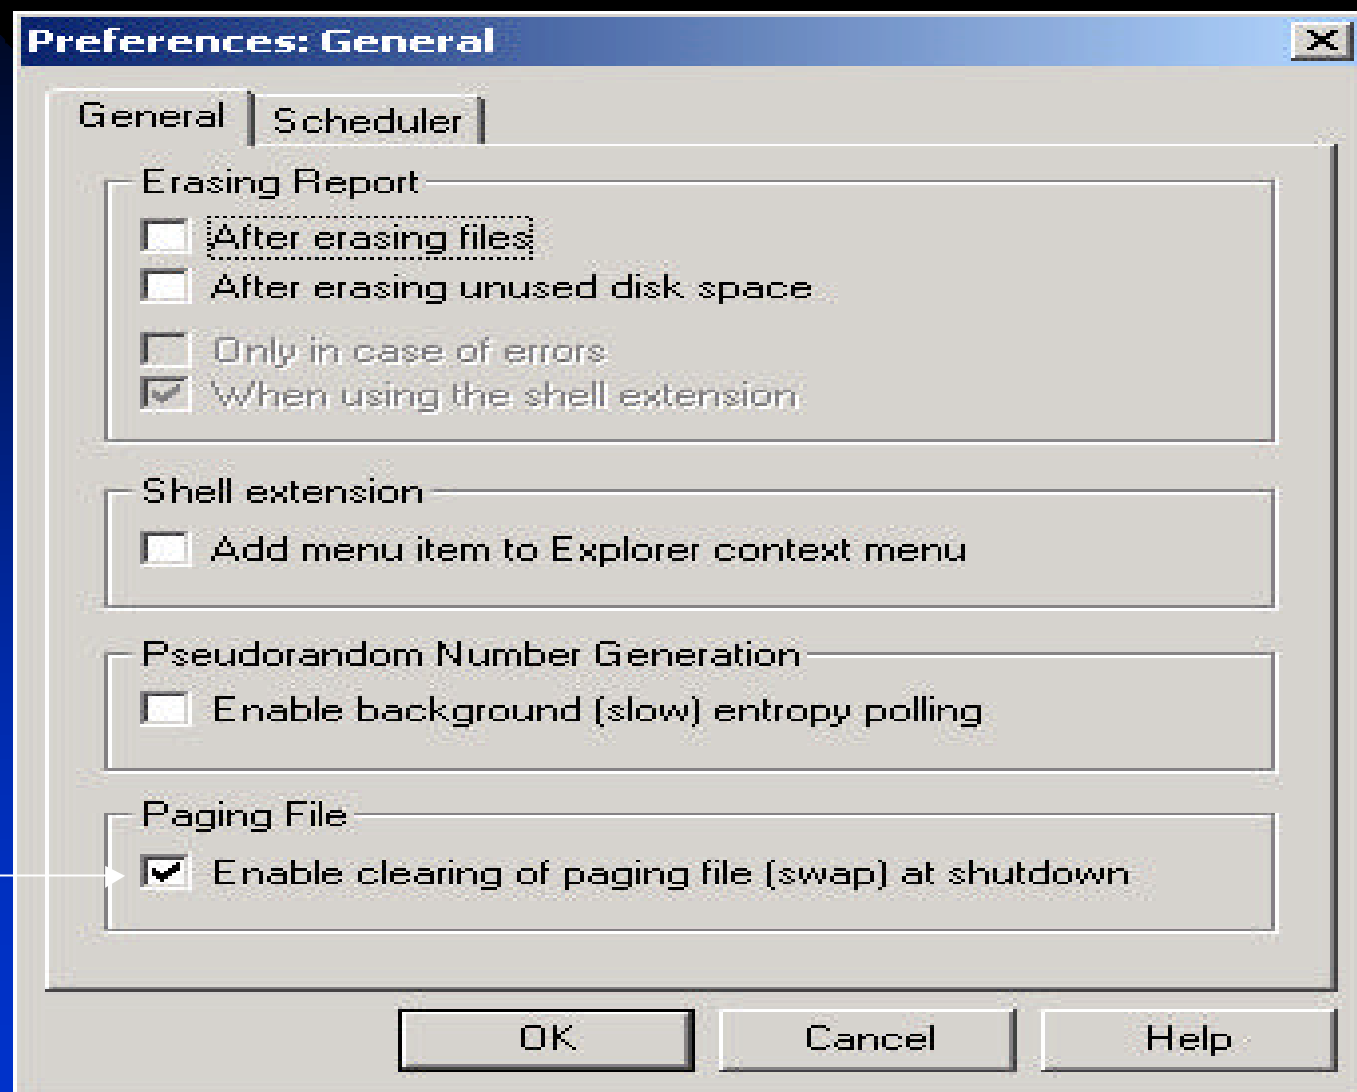 Preferences: General
General
Scheduler
Erasing Report
After erasing files
After erasing unused disk space
Only in case of errors
When using the shell extension
Shell extension
Add menu item to Explorer context menu
Pseudorandom Number Generation
Enable background (slow) entropy polling
Paging File
Enable clearing of paging file (swap) at shutdown
OK
Cancel
Help